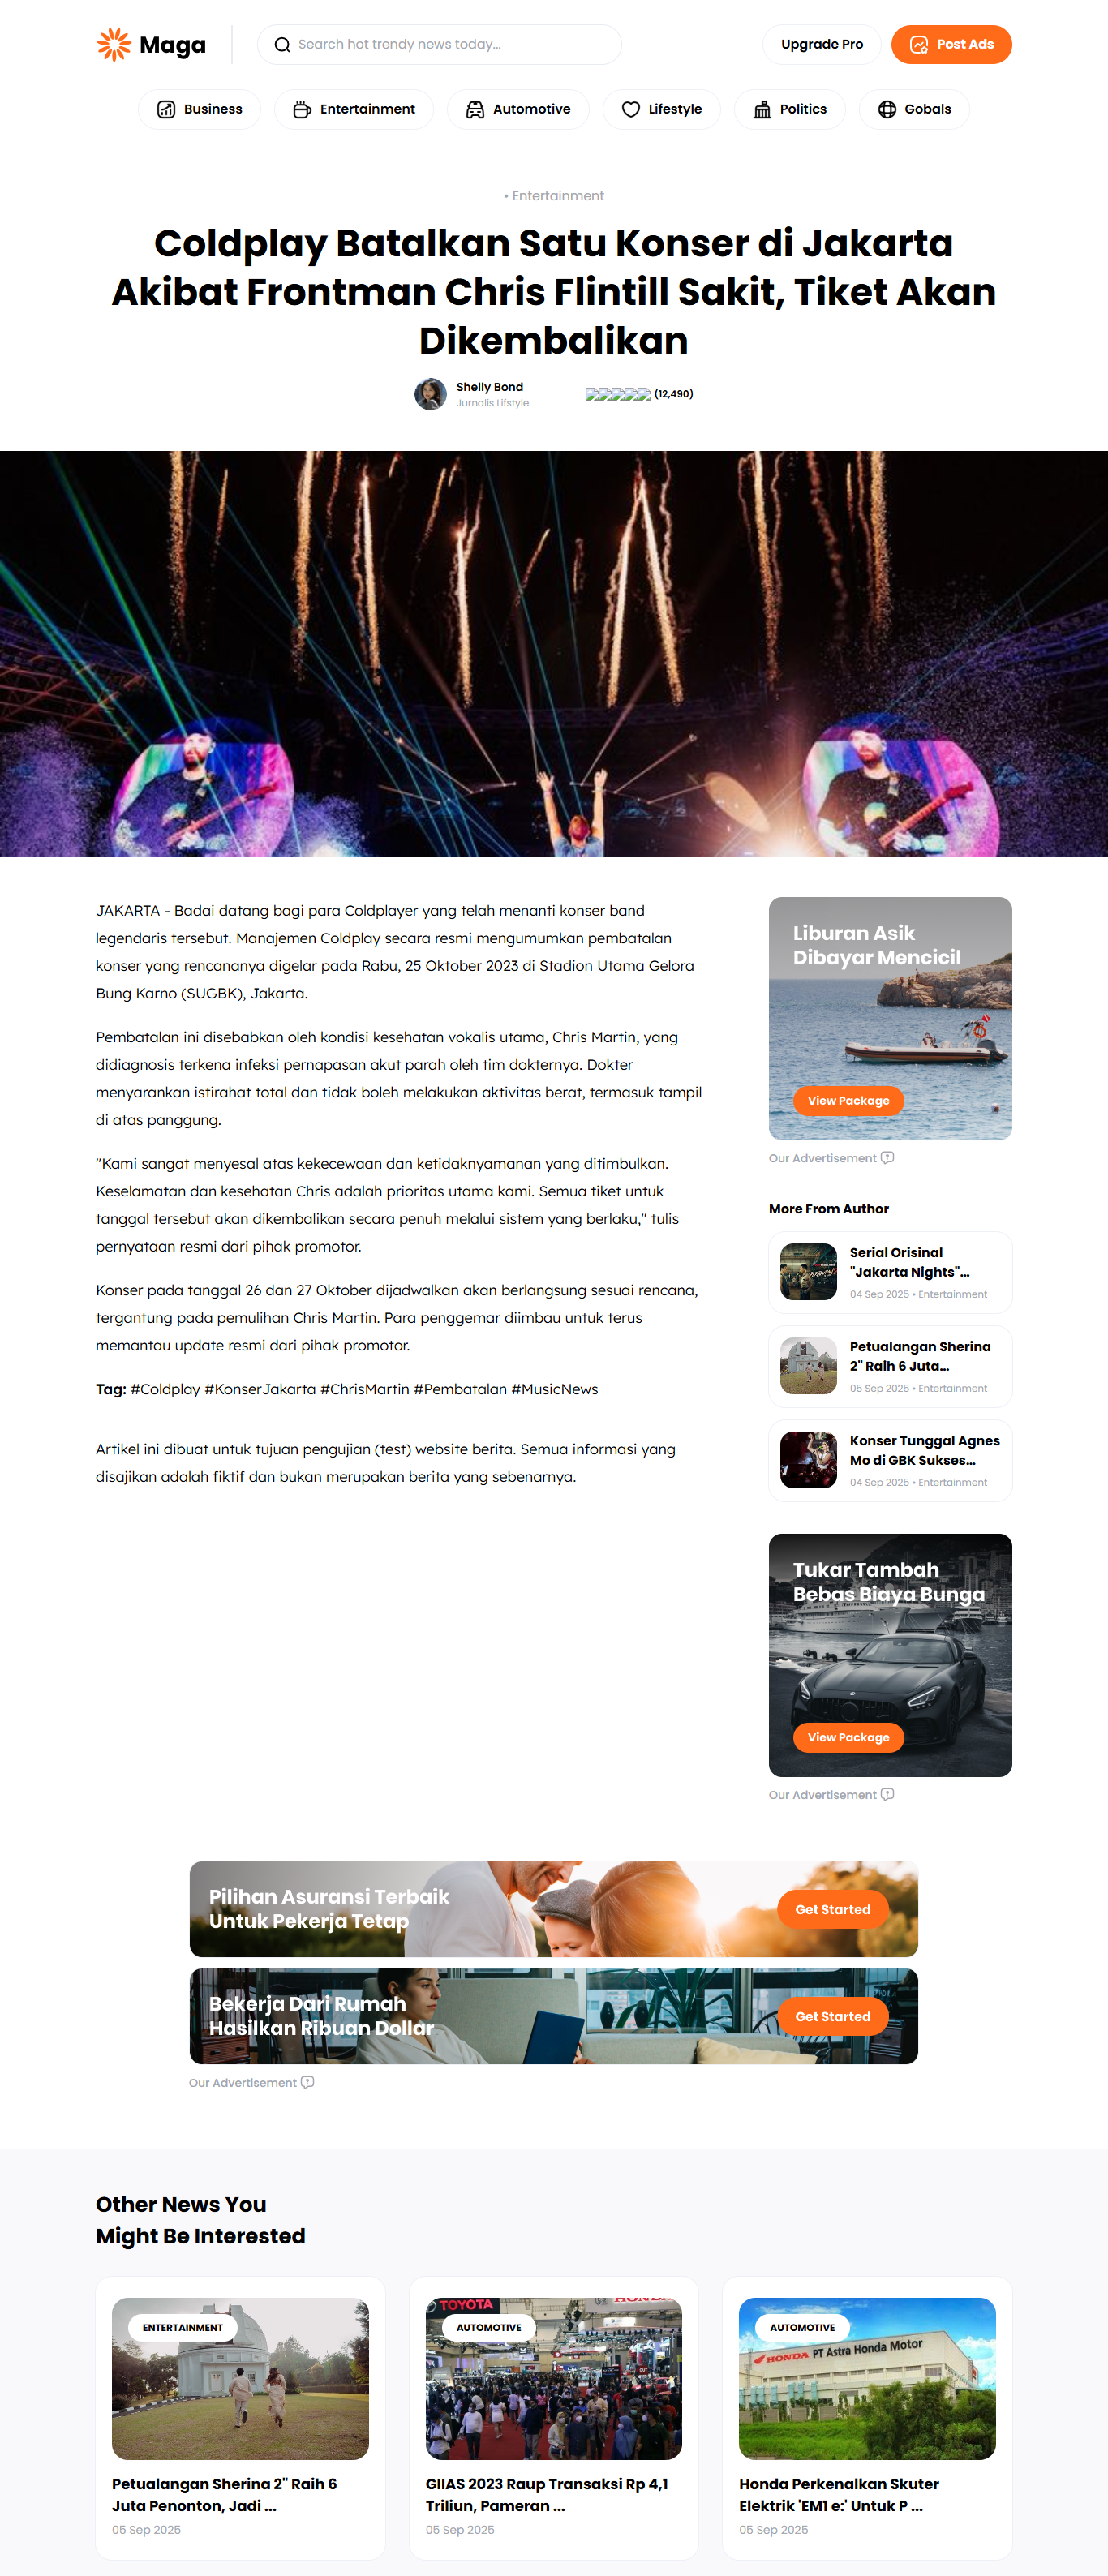 Maga
Search hot trendy news today...
Upgrade Pro
Post Ads
Business
Entertainment
Automotive
Lifestyle
Politics
Gobals
• Entertainment
Coldplay Batalkan Satu Konser di Jakarta
Akibat Frontman Chris Flintill Sakit, Tiket Akan
Dikembalikan
Shelly Bond
Jurnalis Lifstyle
(12,490)
JAKARTA - Badai datang bagi para Coldplayer yang telah menanti konser band
legendaris tersebut. Manajemen Coldplay secara resmi mengumumkan pembatalan
konser yang rencananya digelar pada Rabu, 25 Oktober 2023 di Stadion Utama Gelora
Bung Karno (SUGBK), Jakarta.
Pembatalan ini disebabkan oleh kondisi kesehatan vokalis utama, Chris Martin, yang
didiagnosis terkena infeksi pernapasan akut parah oleh tim dokternya. Dokter
menyarankan istirahat total dan tidak boleh melakukan aktivitas berat, termasuk tampil
di atas panggung.
"Kami sangat menyesal atas kekecewaan dan ketidaknyamanan yang ditimbulkan.
Keselamatan dan kesehatan Chris adalah prioritas utama kami. Semua tiket untuk
tanggal tersebut akan dikembalikan secara penuh melalui sistem yang berlaku," tulis
pernyataan resmi dari pihak promotor.
Konser pada tanggal 26 dan 27 Oktober dijadwalkan akan berlangsung sesuai rencana,
tergantung pada pemulihan Chris Martin. Para penggemar diimbau untuk terus
memantau update resmi dari pihak promotor.
Tag: #Coldplay #KonserJakarta #ChrisMartin #Pembatalan #MusicNews
Artikel ini dibuat untuk tujuan pengujian (test) website berita. Semua informasi yang
disajikan adalah fiktif dan bukan merupakan berita yang sebenarnya.
Liburan Asik
Dibayar Mencicil
View Package
Our Advertisement
More From Author
Serial Orisinal
"Jakarta Nights"...
04 Sep 2025 • Entertainment
Petualangan Sherina
2" Raih 6 Juta...
05 Sep 2025 • Entertainment
Konser Tunggal Agnes
Mo di GBK Sukses...
04 Sep 2025 • Entertainment
Tukar Tambah
Bebas Biaya Bunga
View Package
Our Advertisement
Pilihan Asuransi Terbaik
Untuk Pekerja Tetap
Get Started
Bekerja Dari Rumah
Hasilkan Ribuan Dollar
Get Started
Our Advertisement
Other News You
Might Be Interested
ENTERTAINMENT
Petualangan Sherina 2" Raih 6
Juta Penonton, Jadi ...
05 Sep 2025
TOYOTA
HONDA
AUTOMOTIVE
GIIAS 2023 Raup Transaksi Rp 4,1
Triliun, Pameran ...
05 Sep 2025
AUTOMOTIVE
HONDA PT Astra Honda Motor
Honda Perkenalkan Skuter
Elektrik 'EM1 e:' Untuk P ...
05 Sep 2025